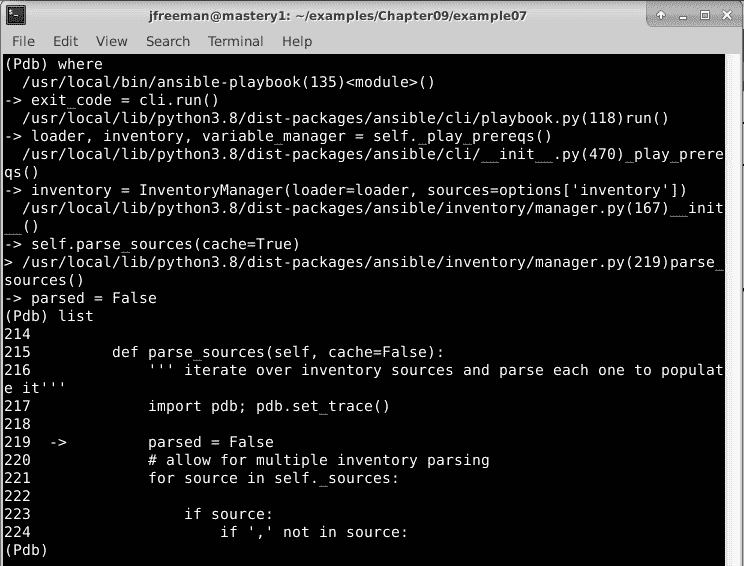 jfreeman@mastery1: ~/examples/Chapter09/example07
File Edit View Search Terminal Help
(Pdb) where
  /usr/local/bin/ansible-playbook(135)<module>()
-> exit_code = cli.run()
  /usr/local/lib/python3.8/dist-packages/ansible/cli/playbook.py(118)run()
-> loader, inventory, variable_manager = self._play_prereqs()
  /usr/local/lib/python3.8/dist-packages/ansible/cli/__init__.py(470)_play_prere
qs()
-> inventory = InventoryManager(loader=loader, sources=options['inventory'])
  /usr/local/lib/python3.8/dist-packages/ansible/inventory/manager.py(167)__init
__()
-> self.parse_sources(cache=True)
> /usr/local/lib/python3.8/dist-packages/ansible/inventory/manager.py(219)parse_
sources()
-> parsed = False
(Pdb) list
214
215         def parse_sources(self, cache=False):
216             ''' iterate over inventory sources and parse each one to populat
e it'''
217             import pdb; pdb.set_trace()
218
219  ->         parsed = False
220             # allow for multiple inventory parsing
221             for source in self._sources:
222
223                 if source:
224                     if ',' not in source:
(Pdb)